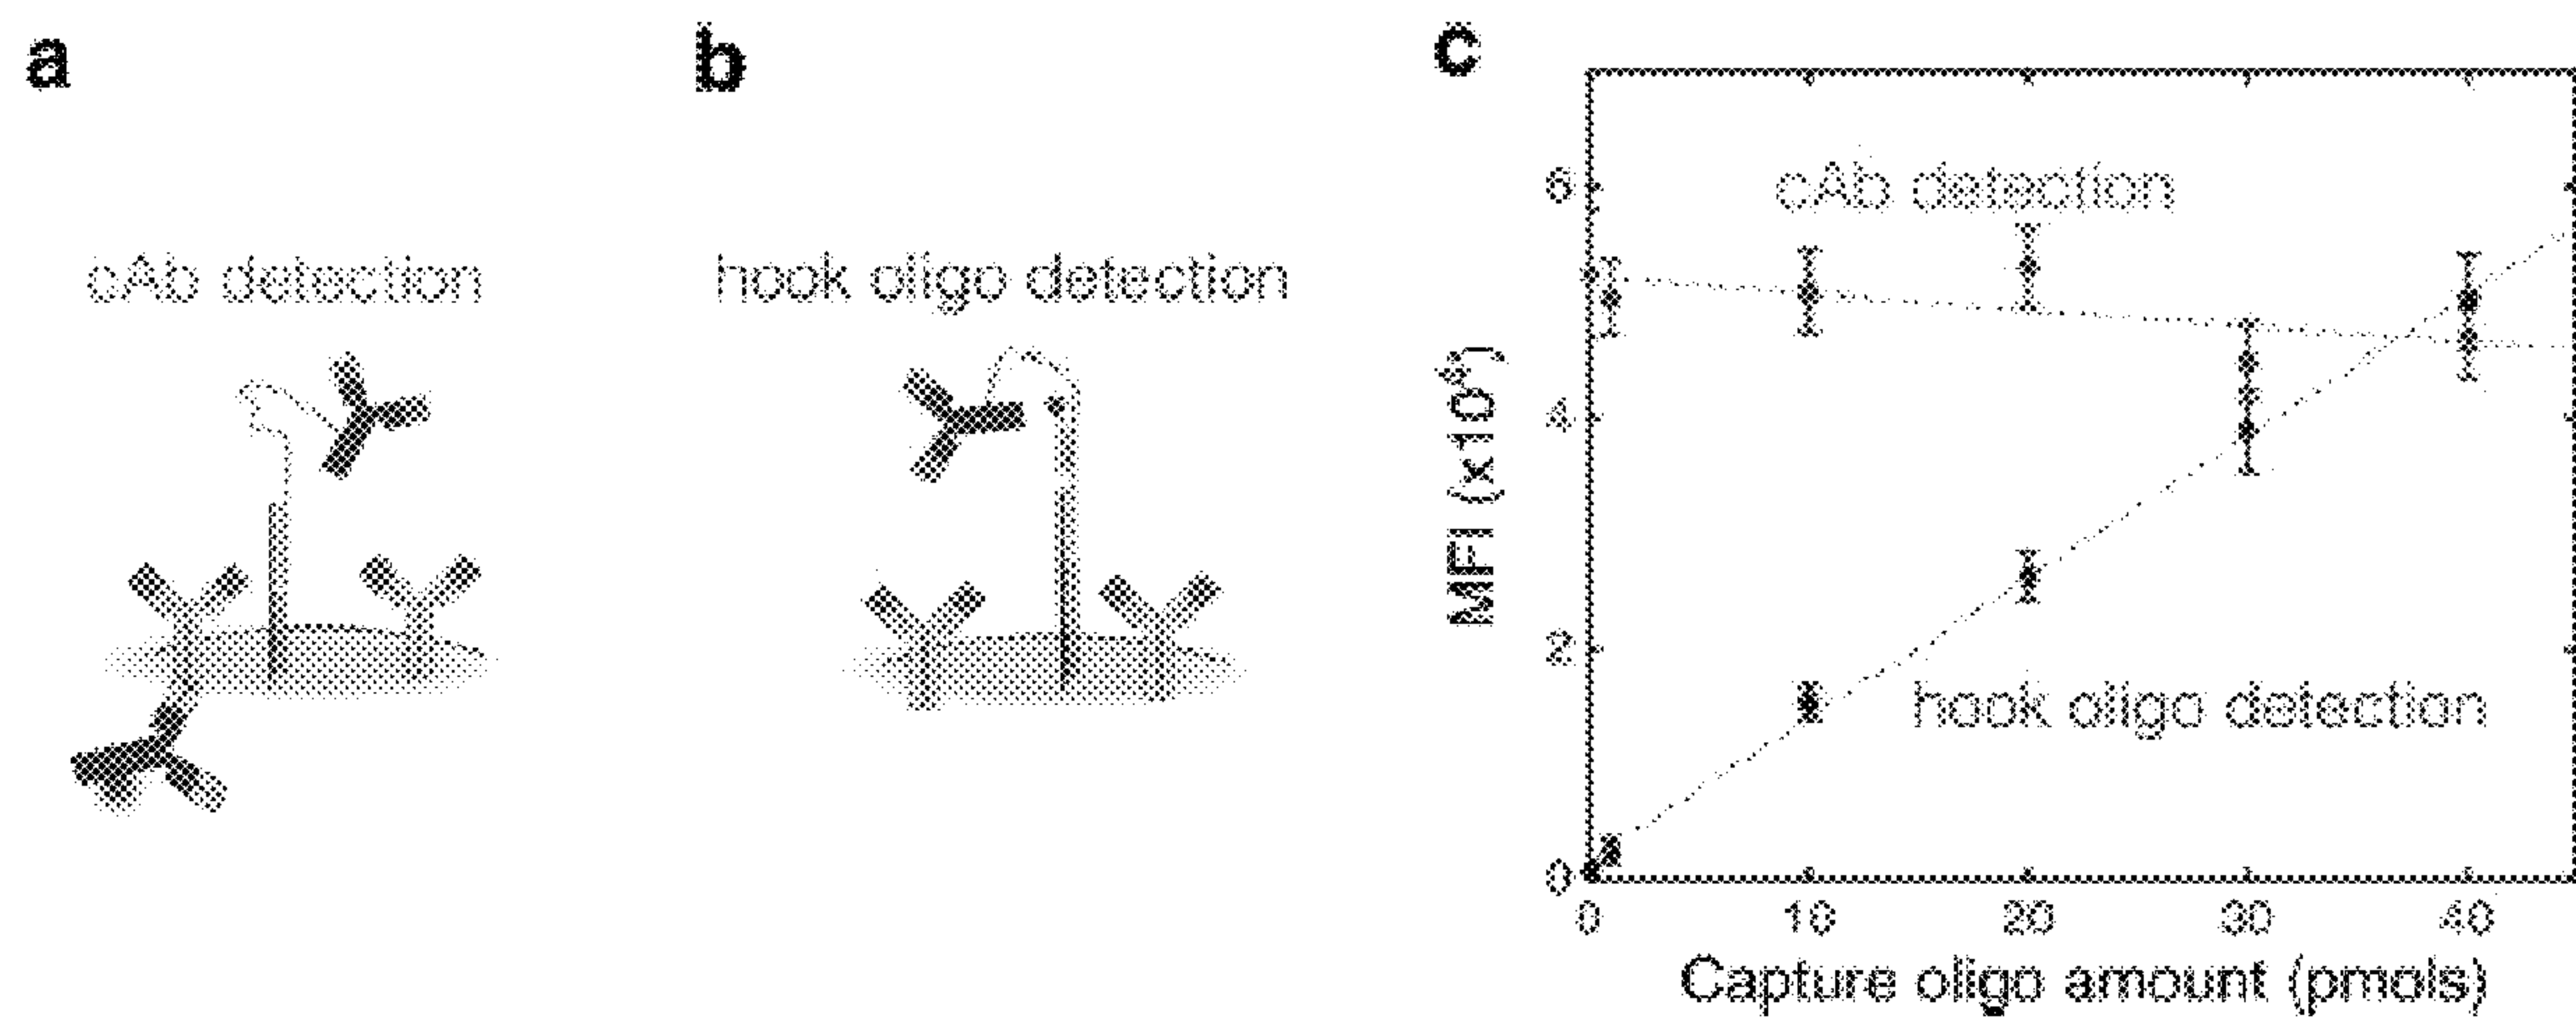 a
b
c
cAb detection
hook oligo detection
MFI (x10⁴)
6
4
2
0
cAb detection
hook oligo detection
0 10 20 30 40
Capture oligo amount (pmols)